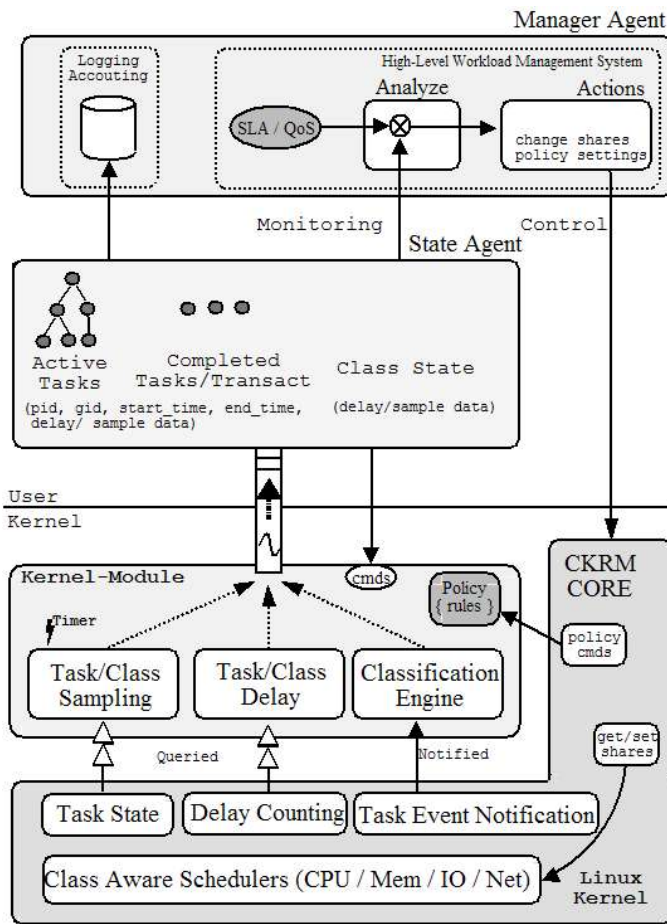 Manager Agent
Logging
Accouting
High-Level Workload Management System
Analyze
Actions
SLA / QoS
change shares
policy settings
Monitoring
Control
State Agent
Active
Tasks
Completed
Tasks/Transact
Class State
(pid, gid, start_time, end_time,
delay/ sample data)
(delay/sample data)
User
Kernel
Kernel-Module
cmds
Policy
{ rules }
CKRM
CORE
policy
cmds
Timer
Task/Class
Sampling
Task/Class
Delay
Classification
Engine
Queried
Notified
get/set
shares
Task State
Delay Counting
Task Event Notification
Class Aware Schedulers (CPU / Mem / IO / Net)
Linux
Kernel